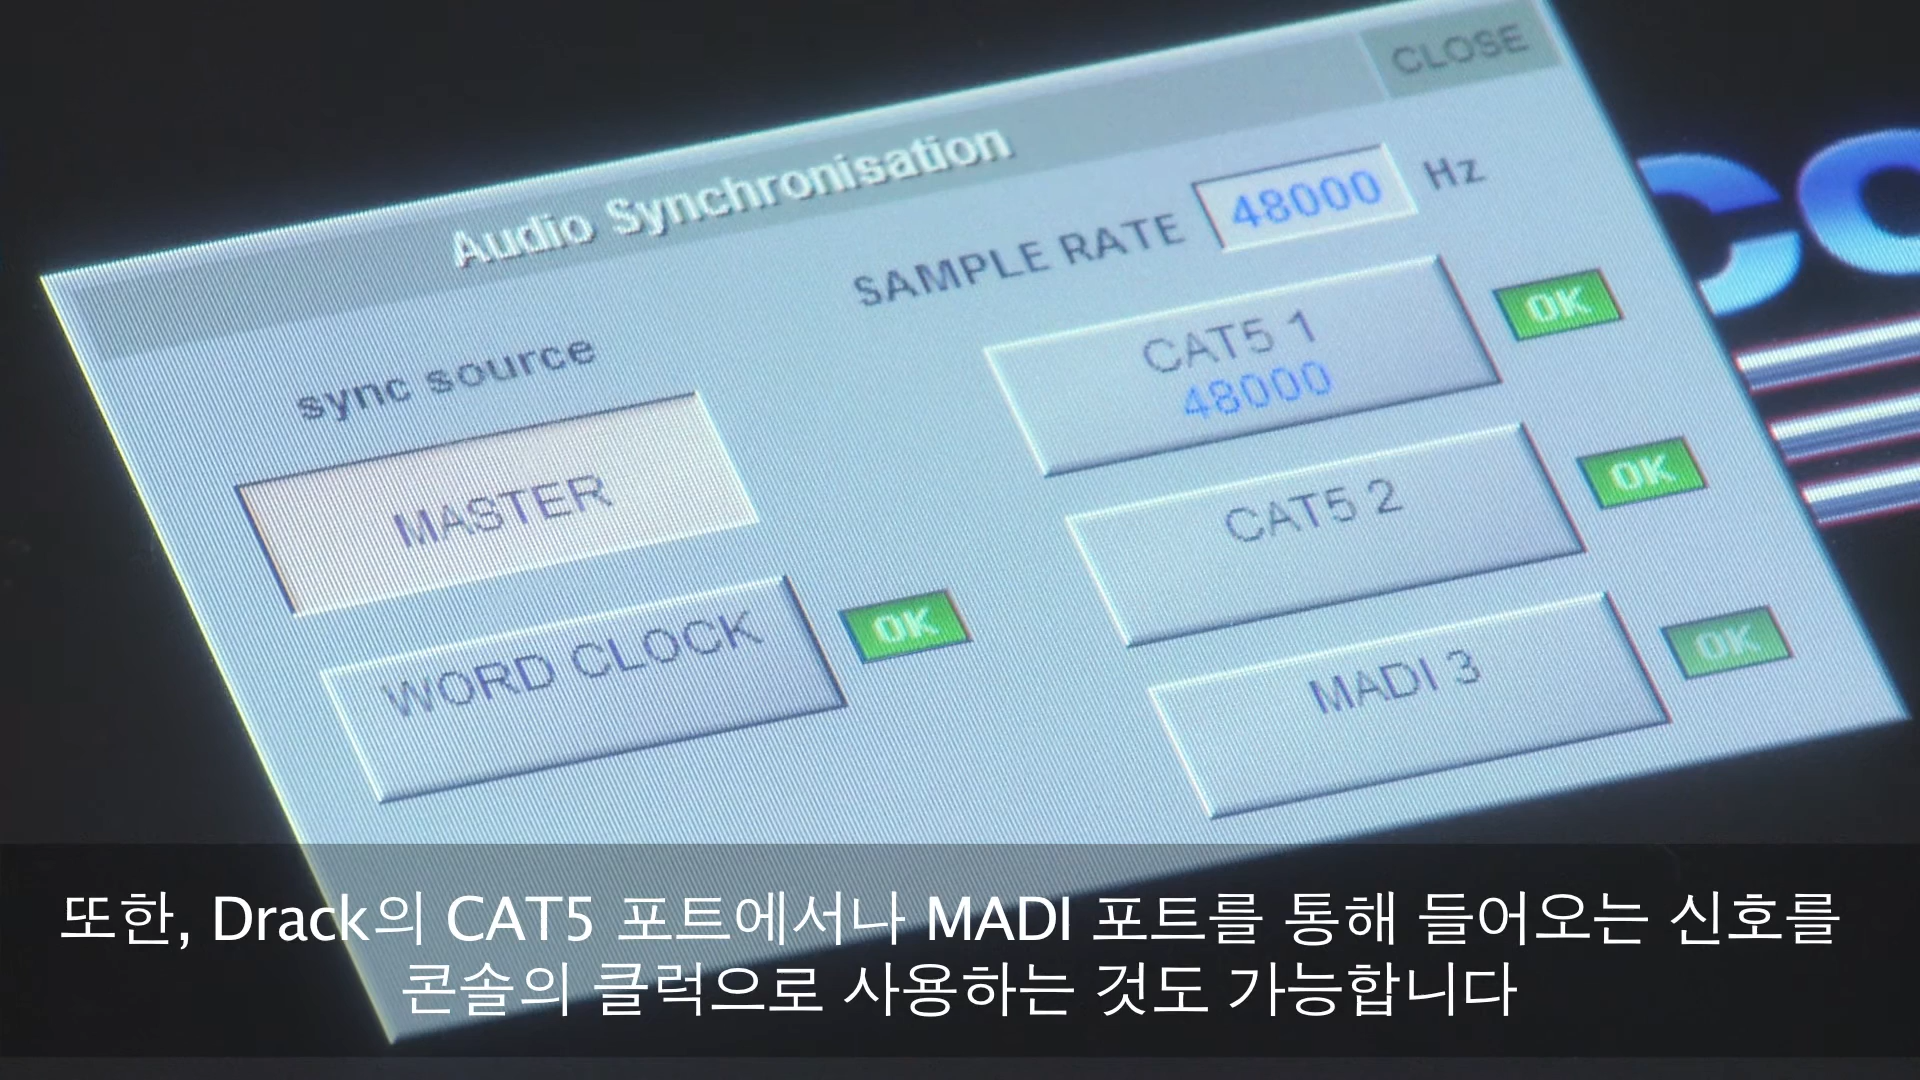 CLOSE
Audio Synchronisation
SAMPLE RATE 48000 Hz
sync source
CAT5 1
48000
OK
MASTER
CAT5 2
OK
WORD CLOCK
OK
MADI 3
OK
또한, Drack의 CAT5 포트에서나 MADI 포트를 통해 들어오는 신호를
콘솔의 클럭으로 사용하는 것도 가능합니다